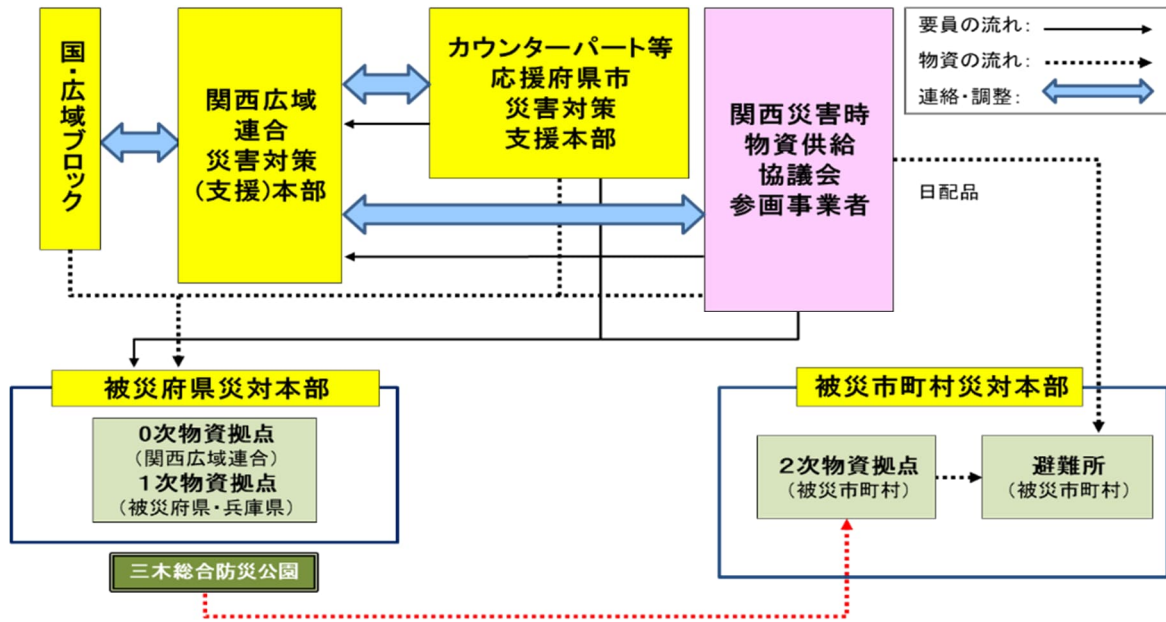 国・広域ブロック
関西広域
連合
災害対策
(支援)本部
カウンターパート等
応援府県市
災害対策
支援本部
関西災害時
物資供給
協議会
参画事業者
要員の流れ:
物資の流れ:
連絡・調整:
日配品
被災府県災対本部
0次物資拠点
(関西広域連合)
1次物資拠点
(被災府県・兵庫県)
三木総合防災公園
被災市町村災対本部
2次物資拠点
(被災市町村)
避難所
(被災市町村)